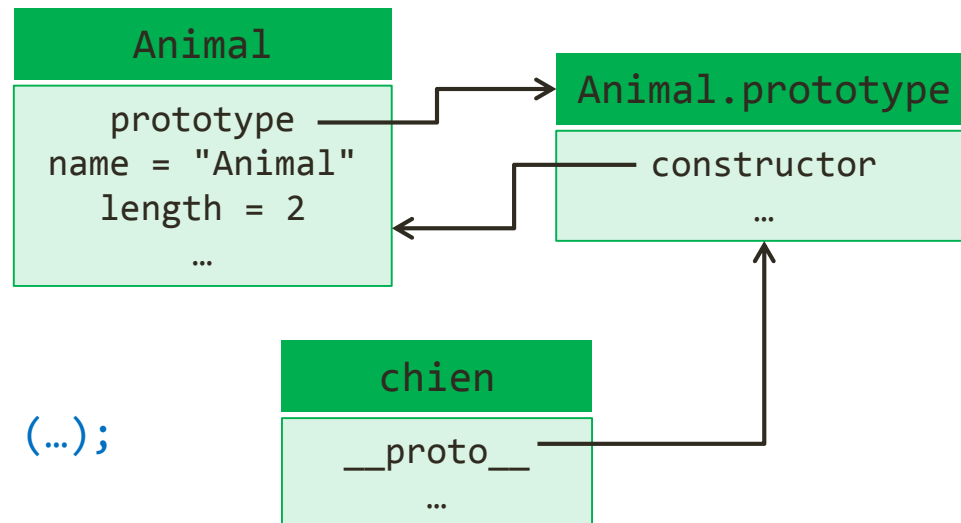 Animal
prototype
name = "Animal"
length = 2
…
Animal.prototype
constructor
…
(…);
chien
__proto__
…